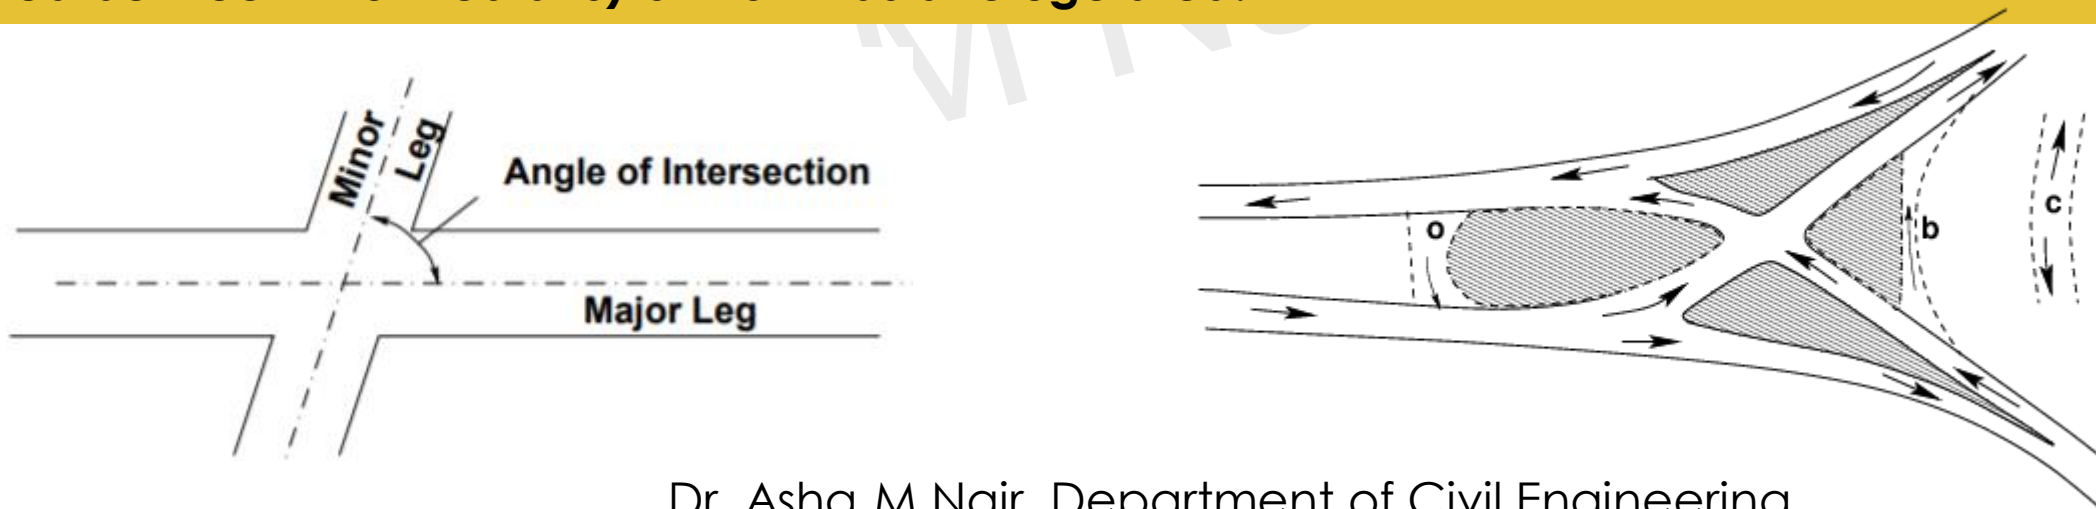 Minor
Leg
Angle of Intersection
Major Leg
o
b
c
Dr. Asha M Nair, Department of Civil Engineering